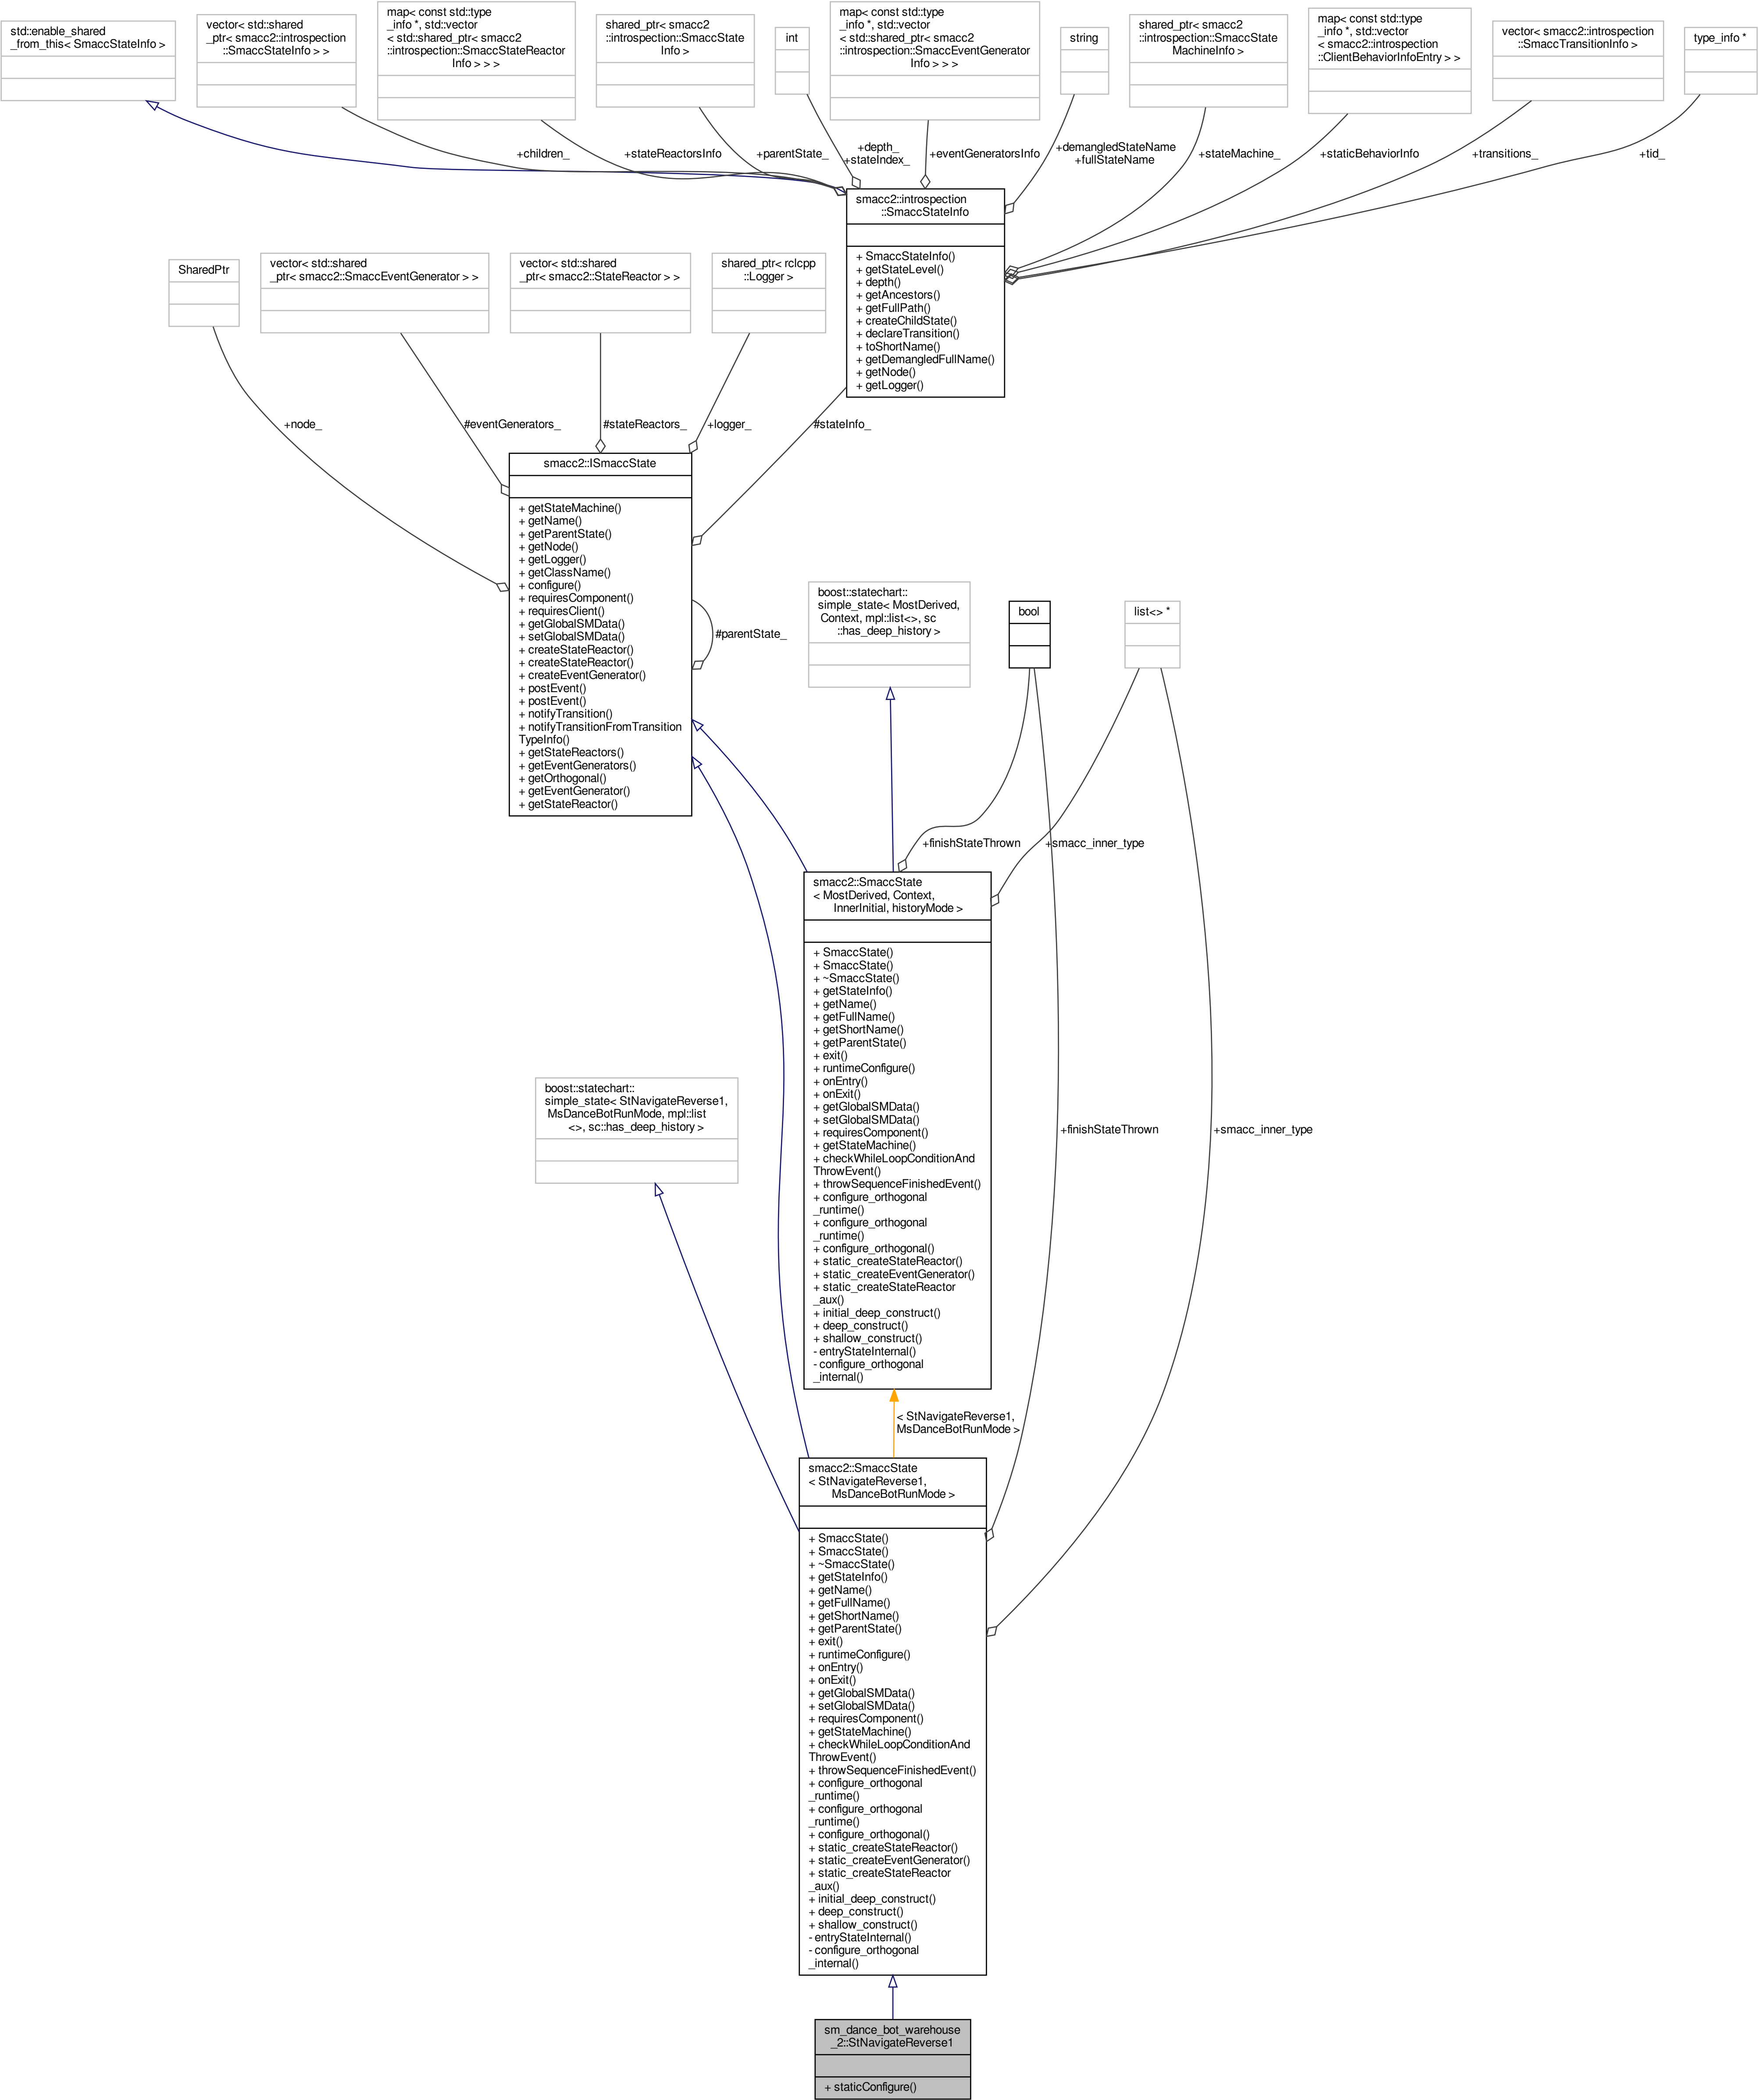 std::enable_shared
_from_this< SmaccStateInfo >
vector< std::shared
_ptr< smacc2::introspection
::SmaccStateInfo > >
map< const std::type
_info *, std::vector
< std::shared_ptr< smacc2
::introspection::SmaccStateReactor
Info > > >
shared_ptr< smacc2
::introspection::SmaccState
Info >
int
map< const std::type
_info *, std::vector
< std::shared_ptr< smacc2
::introspection::SmaccEventGenerator
Info > > >
string
shared_ptr< smacc2
::introspection::SmaccState
MachineInfo >
map< const std::type
_info *, std::vector
< smacc2::introspection
::ClientBehaviorInfoEntry > >
vector< smacc2::introspection
::SmaccTransitionInfo >
type_info *
+children_
+stateReactorsInfo
+parentState_
+depth_
+stateIndex_
+eventGeneratorsInfo
+demangledStateName
+fullStateName
+stateMachine_
+staticBehaviorInfo
+transitions_
+tid_
smacc2::introspection
::SmaccStateInfo
+ SmaccStateInfo()
+ getStateLevel()
+ depth()
+ getAncestors()
+ getFullPath()
+ createChildState()
+ declareTransition()
+ toShortName()
+ getDemangledFullName()
+ getNode()
+ getLogger()
SharedPtr
vector< std::shared
_ptr< smacc2::SmaccEventGenerator > >
vector< std::shared
_ptr< smacc2::StateReactor > >
shared_ptr< rclcpp
::Logger >
+node_
#eventGenerators_
#stateReactors_
+logger_
#stateInfo_
smacc2::ISmaccState
+ getStateMachine()
+ getName()
+ getParentState()
+ getNode()
+ getLogger()
+ getClassName()
+ configure()
+ requiresComponent()
+ requiresClient()
+ getGlobalSMData()
+ setGlobalSMData()
+ createStateReactor()
+ createStateReactor()
+ createEventGenerator()
+ postEvent()
+ postEvent()
+ notifyTransition()
+ notifyTransitionFromTransition
TypeInfo()
+ getStateReactors()
+ getEventGenerators()
+ getOrthogonal()
+ getEventGenerator()
+ getStateReactor()
#parentState_
boost::statechart::
simple_state< MostDerived,
Context, mpl::list<>, sc
::has_deep_history >
bool
list<> *
+finishStateThrown
+smacc_inner_type
smacc2::SmaccState
< MostDerived, Context,
InnerInitial, historyMode >
+ SmaccState()
+ SmaccState()
+ ~SmaccState()
+ getStateInfo()
+ getName()
+ getFullName()
+ getShortName()
+ getParentState()
+ exit()
+ runtimeConfigure()
+ onEntry()
+ onExit()
+ getGlobalSMData()
+ setGlobalSMData()
+ requiresComponent()
+ getStateMachine()
+ checkWhileLoopConditionAnd
ThrowEvent()
+ throwSequenceFinishedEvent()
+ configure_orthogonal
_runtime()
+ configure_orthogonal
_runtime()
+ configure_orthogonal()
+ static_createStateReactor()
+ static_createEventGenerator()
+ static_createStateReactor
_aux()
+ initial_deep_construct()
+ deep_construct()
+ shallow_construct()
- entryStateInternal()
- configure_orthogonal
_internal()
boost::statechart::
simple_state< StNavigateReverse1,
MsDanceBotRunMode, mpl::list
<>, sc::has_deep_history >
+finishStateThrown
+smacc_inner_type
< StNavigateReverse1,
MsDanceBotRunMode >
smacc2::SmaccState
< StNavigateReverse1,
MsDanceBotRunMode >
+ SmaccState()
+ SmaccState()
+ ~SmaccState()
+ getStateInfo()
+ getName()
+ getFullName()
+ getShortName()
+ getParentState()
+ exit()
+ runtimeConfigure()
+ onEntry()
+ onExit()
+ getGlobalSMData()
+ setGlobalSMData()
+ requiresComponent()
+ getStateMachine()
+ checkWhileLoopConditionAnd
ThrowEvent()
+ throwSequenceFinishedEvent()
+ configure_orthogonal
_runtime()
+ configure_orthogonal
_runtime()
+ configure_orthogonal()
+ static_createStateReactor()
+ static_createEventGenerator()
+ static_createStateReactor
_aux()
+ initial_deep_construct()
+ deep_construct()
+ shallow_construct()
- entryStateInternal()
- configure_orthogonal
_internal()
sm_dance_bot_warehouse
_2::StNavigateReverse1
+ staticConfigure()